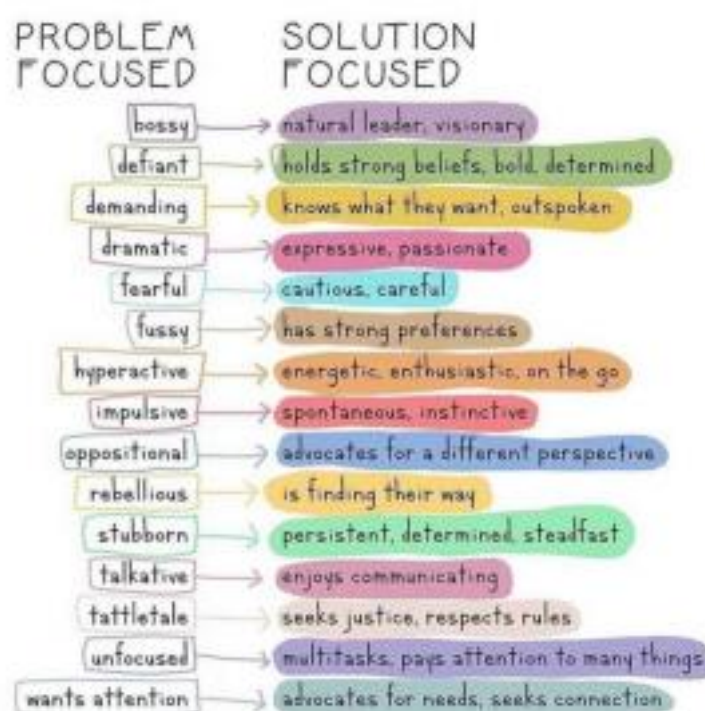 PROBLEM FOCUSED
SOLUTION FOCUSED
bossy natural leader, visionary
defiant holds strong beliefs, bold, determined
demanding knows what they want, outspoken
dramatic expressive, passionate
fearful cautious, careful
fussy has strong preferences
hyperactive energetic, enthusiastic, on the go
impulsive spontaneous, instinctive
oppositional advocates for a different perspective
rebellious is finding their way
stubborn persistent, determined, steadfast
talkative enjoys communicating
tattletale seeks justice, respects rules
unfocused multitasks, pays attention to many things
wants attention advocates for needs, seeks connection